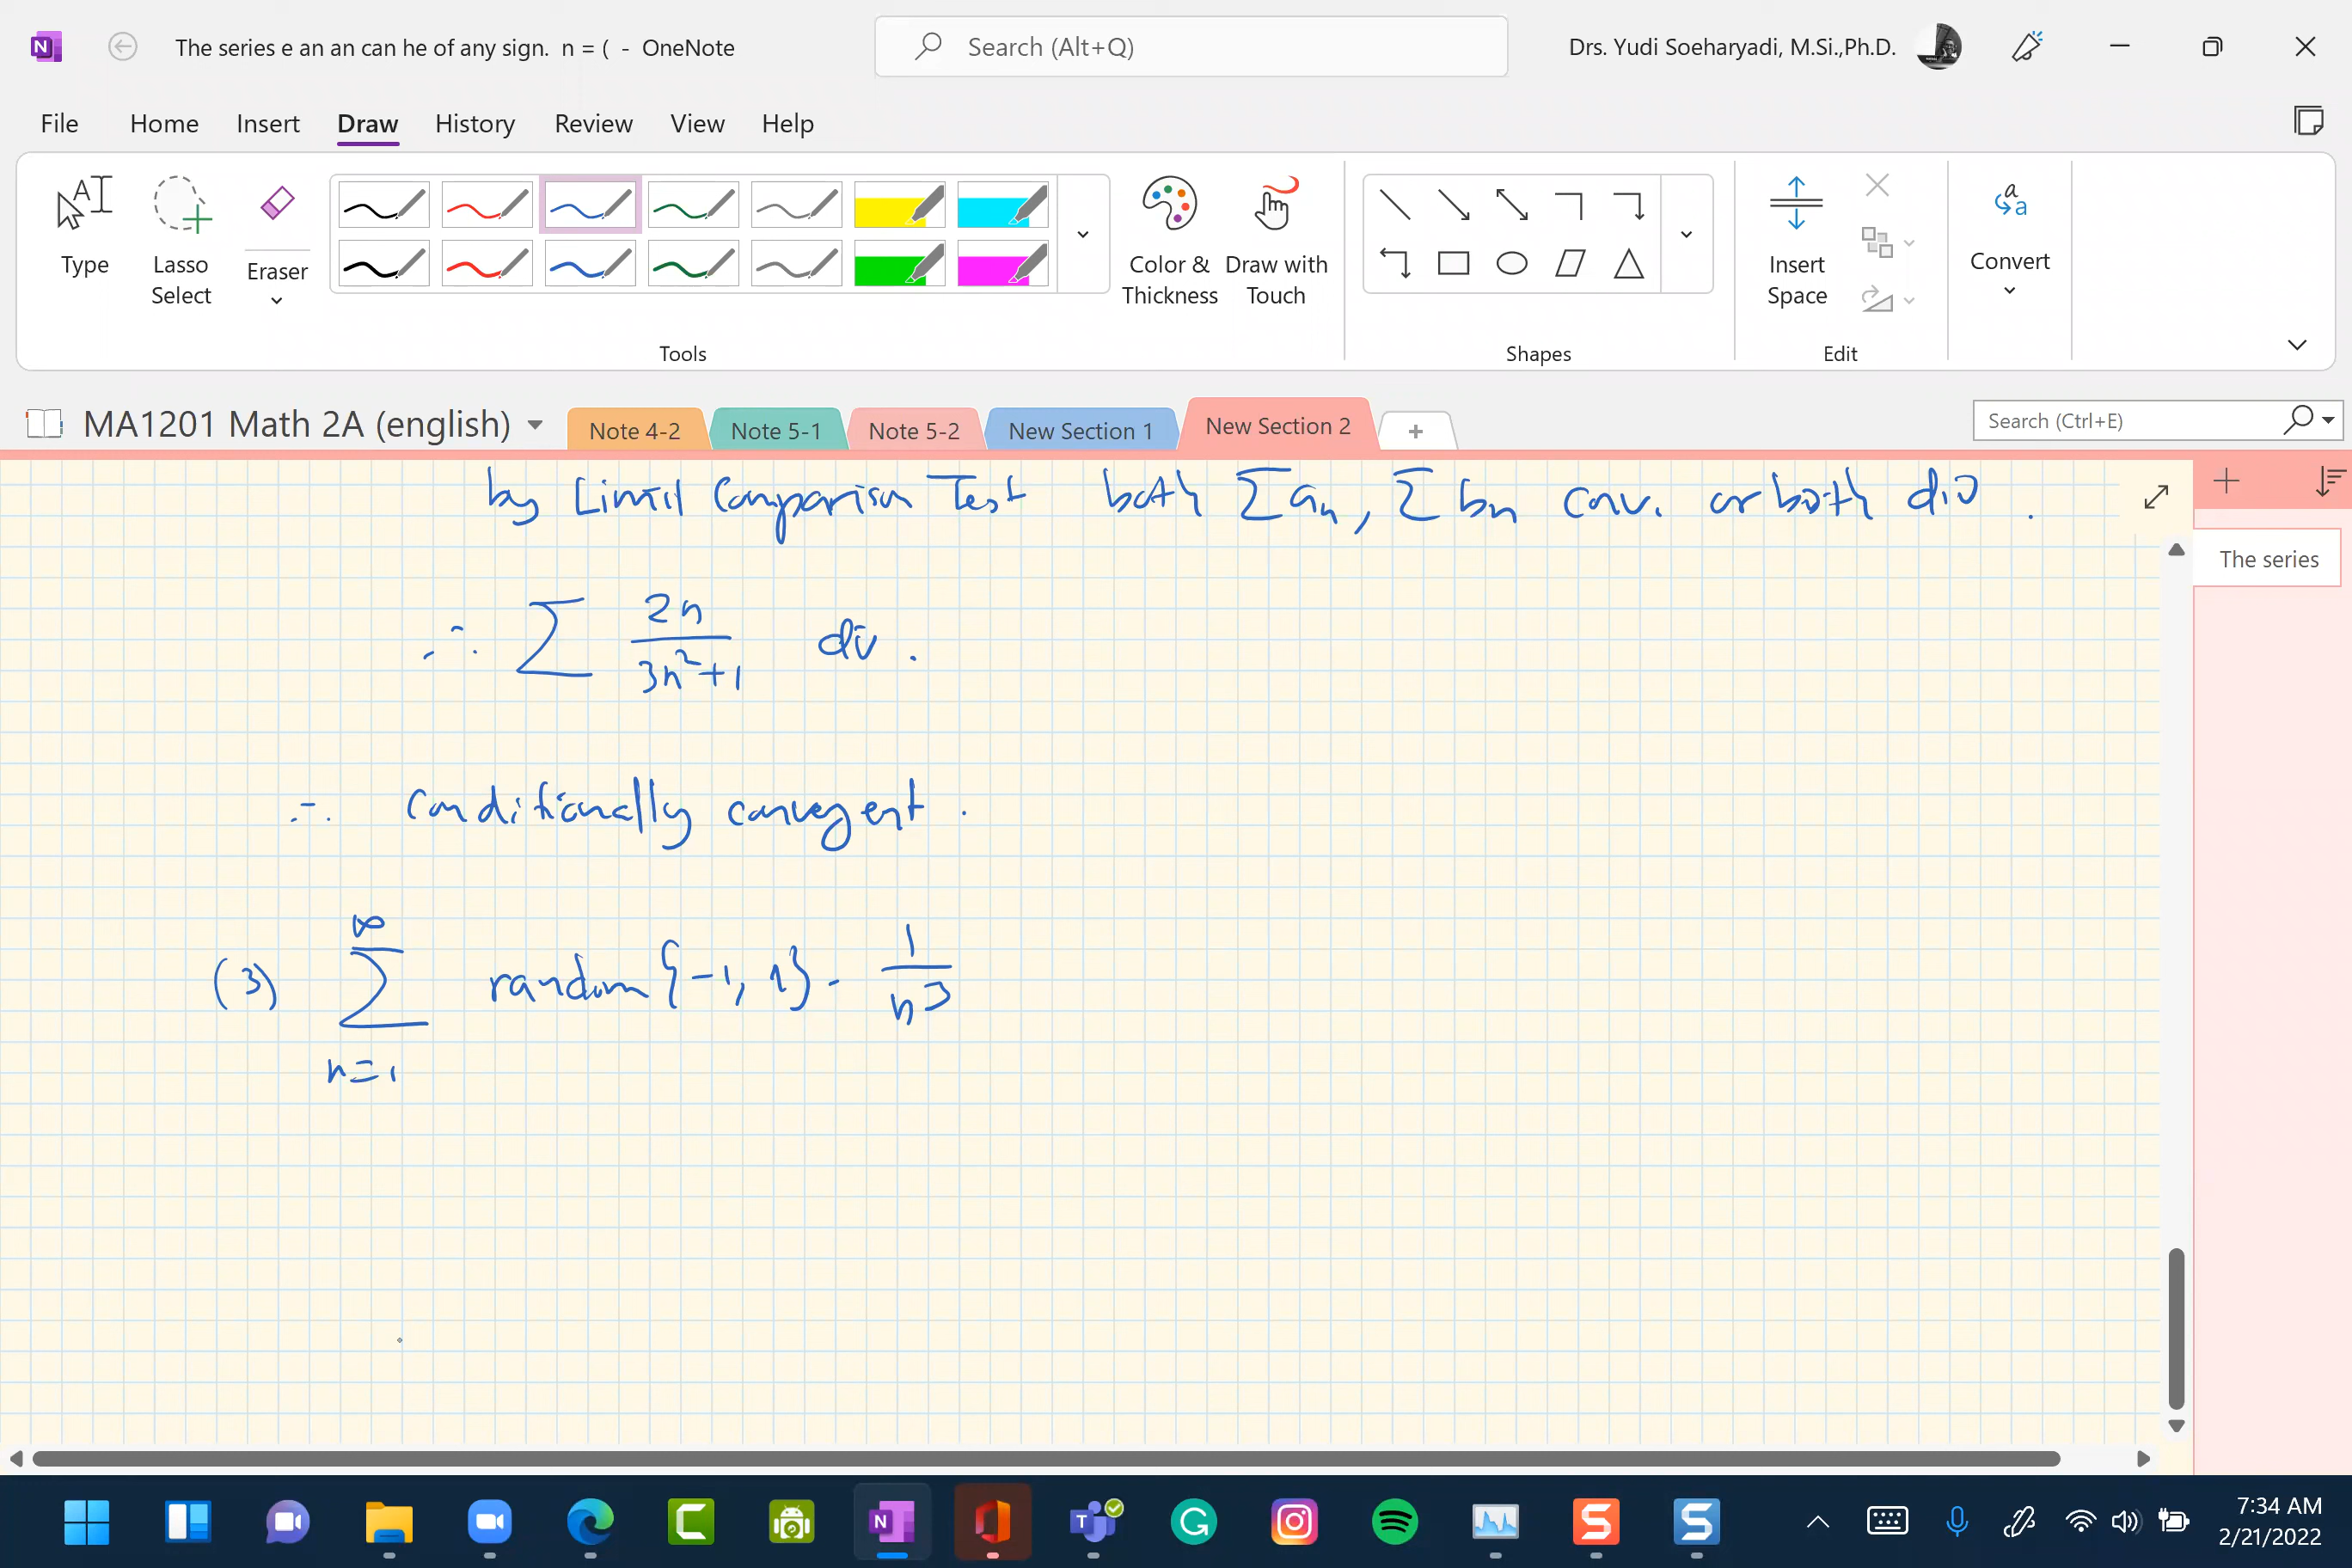 The series e an an can he of any sign. n = ( - OneNote
Search (Alt+Q)
Drs. Yudi Soeharyadi, M.Si.,Ph.D.
File Home Insert Draw History Review View Help
Type
Lasso Select
Eraser
Color & Thickness
Draw with Touch
Insert Space
Convert
Tools
Shapes
Edit
MA1201 Math 2A (english)
Note 4-2
Note 5-1
Note 5-2
New Section 1
New Section 2
Search (Ctrl+E)
The series
by Limit Comparison Test both ∑ an, ∑ bn conv. or both div.
∴ ∑ 2n / (3n²+1) div.
∴ conditionally convegent.
(3) ∞ ∑ n=1 random{-1, 1} · 1/n³
7:34 AM
2/21/2022